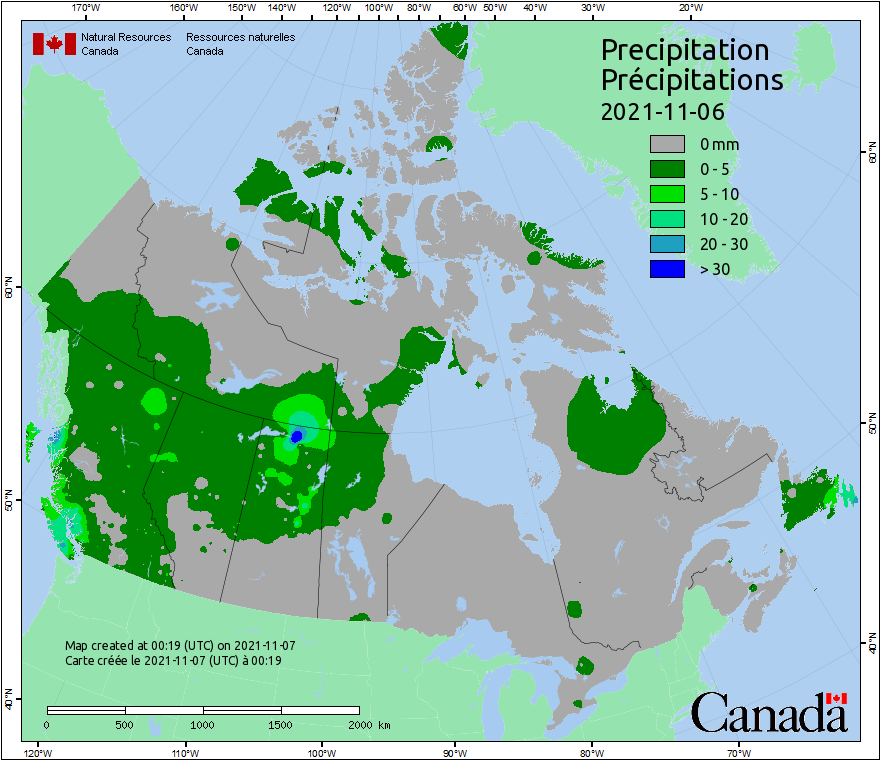 170°W 160°W 150°W 140°W 130°W 120°W 110°W 100°W 90°W 80°W 70°W 60°W 50°W 40°W 30°W 20°W
Natural Resources Ressources naturelles
Canada Canada
Precipitation
Précipitations
2021-11-06
0 mm
0 - 5
5 - 10
10 - 20
20 - 30
> 30
60°N
60°N
50°N
50°N
40°N
40°N
Map created at 00:19 (UTC) on 2021-11-07
Carte créée le 2021-11-07 (UTC) à 00:19
0 500 1000 1500 2000 km
Canada
120°W 110°W 100°W 90°W 80°W 70°W